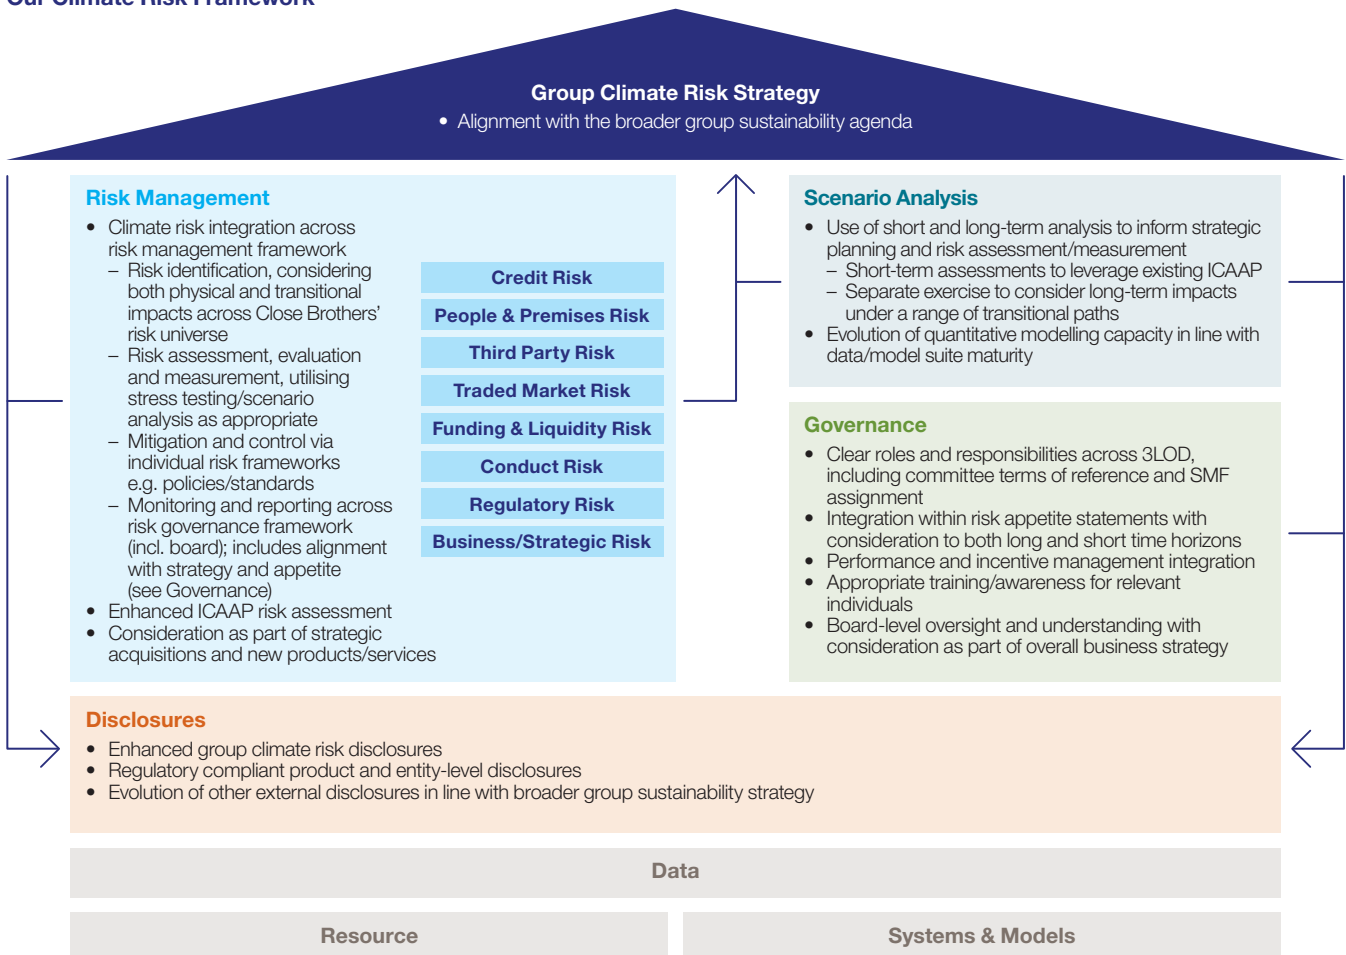 Our Climate Risk Framework
Group Climate Risk Strategy
• Alignment with the broader group sustainability agenda
Risk Management
• Climate risk integration across
risk management framework
– Risk identification, considering
both physical and transitional
impacts across Close Brothers’
risk universe
– Risk assessment, evaluation
and measurement, utilising
stress testing/scenario
analysis as appropriate
– Mitigation and control via
individual risk frameworks
e.g. policies/standards
– Monitoring and reporting across
risk governance framework
(incl. board); includes alignment
with strategy and appetite
(see Governance)
• Enhanced ICAAP risk assessment
• Consideration as part of strategic
acquisitions and new products/services
Credit Risk
People & Premises Risk
Third Party Risk
Traded Market Risk
Funding & Liquidity Risk
Conduct Risk
Regulatory Risk
Business/Strategic Risk
Scenario Analysis
• Use of short and long-term analysis to inform strategic
planning and risk assessment/measurement
– Short-term assessments to leverage existing ICAAP
– Separate exercise to consider long-term impacts
under a range of transitional paths
• Evolution of quantitative modelling capacity in line with
data/model suite maturity
Governance
• Clear roles and responsibilities across 3LOD,
including committee terms of reference and SMF
assignment
• Integration within risk appetite statements with
consideration to both long and short time horizons
• Performance and incentive management integration
• Appropriate training/awareness for relevant
individuals
• Board-level oversight and understanding with
consideration as part of overall business strategy
Disclosures
• Enhanced group climate risk disclosures
• Regulatory compliant product and entity-level disclosures
• Evolution of other external disclosures in line with broader group sustainability strategy
Data
Resource
Systems & Models